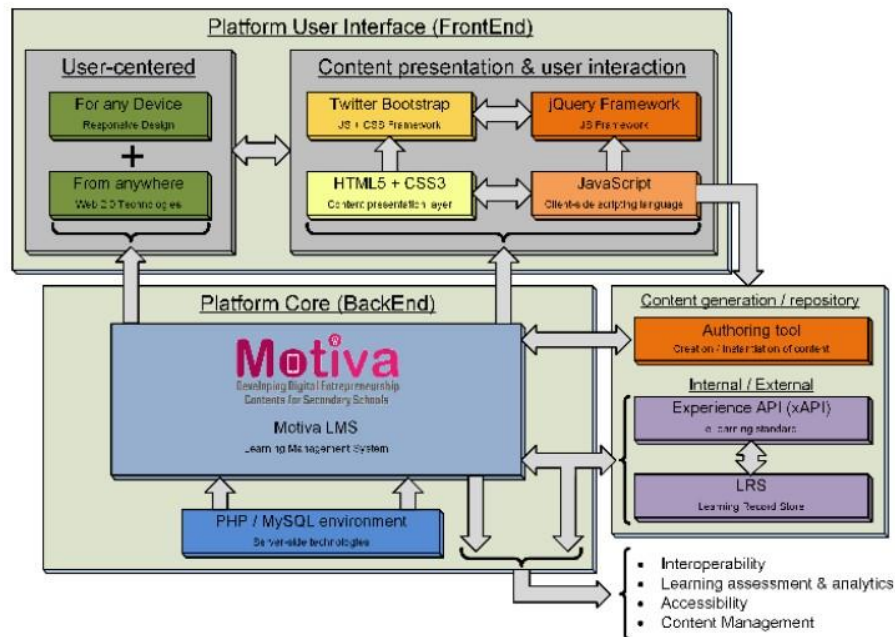 Platform User Interface (FrontEnd)
User-centered
For any Device
Responsive Design
+
From anywhere
Web 2.0 Technologies
Content presentation & user interaction
Twitter Bootstrap
JS + CSS Framework
jQuery Framework
JS Framework
HTML5 + CSS3
Content presentation layer
JavaScript
Client-side scripting language
Platform Core (BackEnd)
Motiva
Developing Digital Entrepreneurship
Contents for Secondary Schools
Motiva LMS
Learning Management System
PHP / MySQL environment
Server-side technologies
Content generation / repository
Authoring tool
Creation / Instantiation of content
Internal / External
Experience API (xAPI)
eLearning standard
LRS
Learning Record Store
• Interoperability
• Learning assessment & analytics
• Accessibility
• Content Management